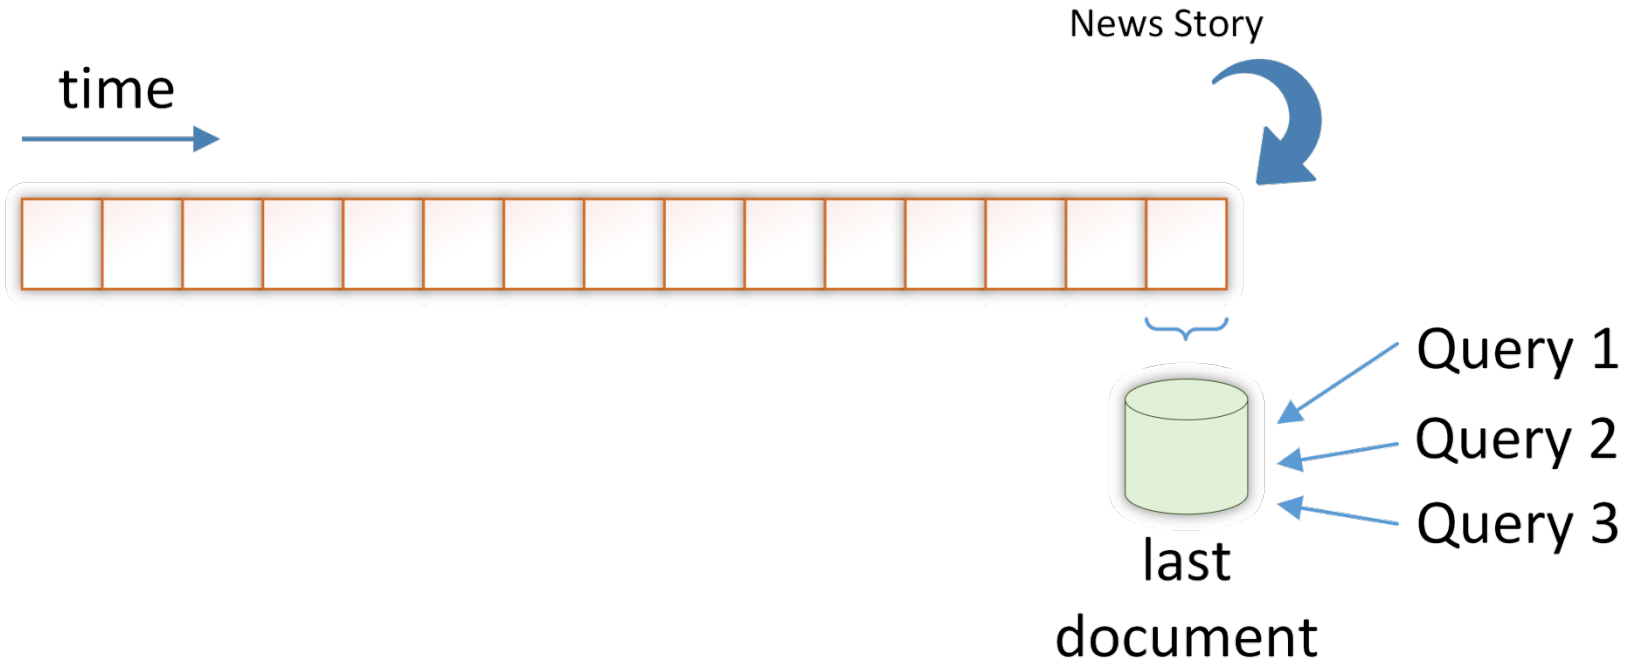 News Story
time
Query 1
Query 2
Query 3
last
document